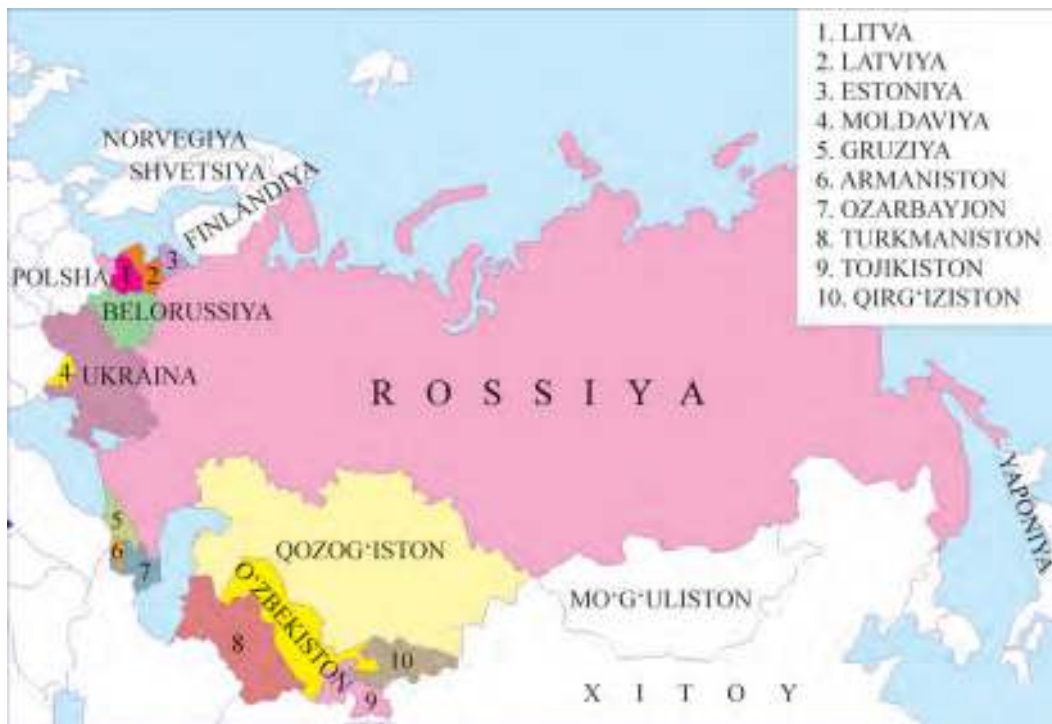 1. LITVA
2. LATVIYA
3. ESTONIYA
4. MOLDAVIYA
5. GRUZIYA
6. ARMANISTON
7. OZARBAYJON
8. TURKMANISTON
9. TOJIKISTON
10. QIRG‘IZISTON
NORVEGIYA
SHVETSIYA
FINLANDIYA
POLSHA
1
2
3
BELORUSSIYA
4
UKRAINA
ROSSIYA
YAPONIYA
5
6
7
QOZOG‘ISTON
O‘ZBEKISTON
MO‘G‘ULISTON
8
10
9
XITOY